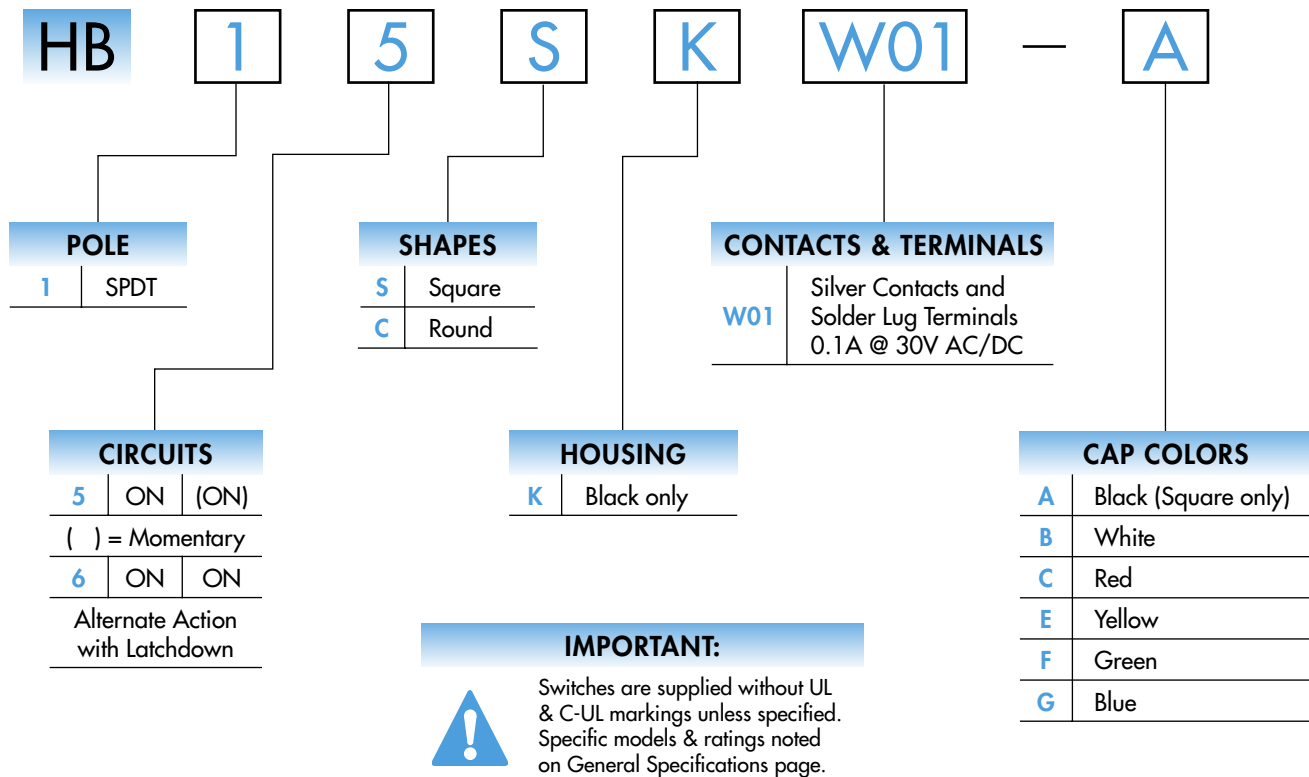 HB 1 5 S K W01 — A
POLE
1 SPDT
SHAPES
S Square
C Round
CONTACTS & TERMINALS
W01 Silver Contacts and
Solder Lug Terminals
0.1A @ 30V AC/DC
CIRCUITS
5 ON (ON)
( ) = Momentary
6 ON ON
Alternate Action
with Latchdown
HOUSING
K Black only
CAP COLORS
A Black (Square only)
B White
C Red
E Yellow
F Green
G Blue
IMPORTANT:
Switches are supplied without UL
& C-UL markings unless specified.
Specific models & ratings noted
on General Specifications page.